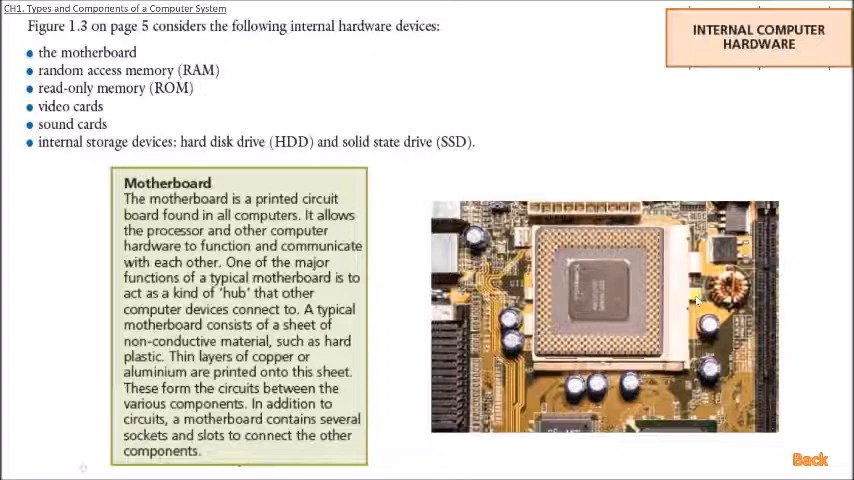 CH1. Types and Components of a Computer System
Figure 1.3 on page 5 considers the following internal hardware devices:
INTERNAL COMPUTER
HARDWARE
the motherboard
random access memory (RAM)
read-only memory (ROM)
video cards
sound cards
internal storage devices: hard disk drive (HDD) and solid state drive (SSD).
Motherboard
The motherboard is a printed circuit
board found in all computers. It allows
the processor and other computer
hardware to function and communicate
with each other. One of the major
functions of a typical motherboard is to
act as a kind of 'hub' that other
computer devices connect to. A typical
motherboard consists of a sheet of
non-conductive material, such as hard
plastic. Thin layers of copper or
aluminium are printed onto this sheet.
These form the circuits between the
various components. In addition to
circuits, a motherboard contains several
sockets and slots to connect the other
components.
Back